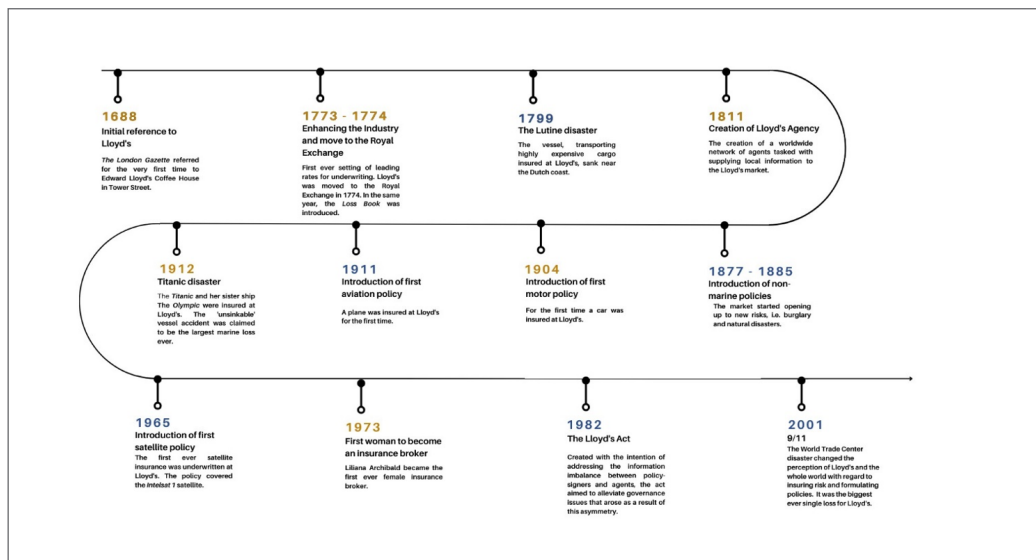 1688
Initial reference to
Lloyd's
The London Gazette referred
for the very first time to
Edward Lloyd's Coffee House
in Tower Street.
1773 - 1774
Enhancing the Industry
and move to the Royal
Exchange
First ever setting of leading
rates for underwriting. Lloyd's
was moved to the Royal
Exchange in 1774. In the same
year, the Loss Book was
introduced.
1799
The Lutine disaster
The vessel, transporting
highly expensive cargo
insured at Lloyd's, sank near
the Dutch coast.
1811
Creation of Lloyd's Agency
The creation of a worldwide
network of agents tasked with
supplying local information to
the Lloyd's market.
1877 - 1885
Introduction of non-
marine policies
The market started opening
up to new risks, i.e. burglary
and natural disasters.
1904
Introduction of first
motor policy
For the first time a car was
insured at Lloyd's.
1911
Introduction of first
aviation policy
A plane was insured at Lloyd's
for the first time.
1912
Titanic disaster
The Titanic and her sister ship
The Olympic were insured at
Lloyd's. The 'unsinkable'
vessel accident was claimed
to be the largest marine loss
ever.
1965
Introduction of first
satellite policy
The first ever satellite
insurance was underwritten at
Lloyd's. The policy covered
the Intelsat 1 satellite.
1973
First woman to become
an insurance broker
Liliana Archibald became the
first ever female insurance
broker.
1982
The Lloyd's Act
Created with the intention of
addressing the information
imbalance between policy-
signers and agents, the act
aimed to alleviate governance
issues that arose as a result of
this asymmetry.
2001
9/11
The World Trade Center
disaster changed the
perception of Lloyd's and the
whole world with regard to
insuring risk and formulating
policies. It was the biggest
ever single loss for Lloyd's.